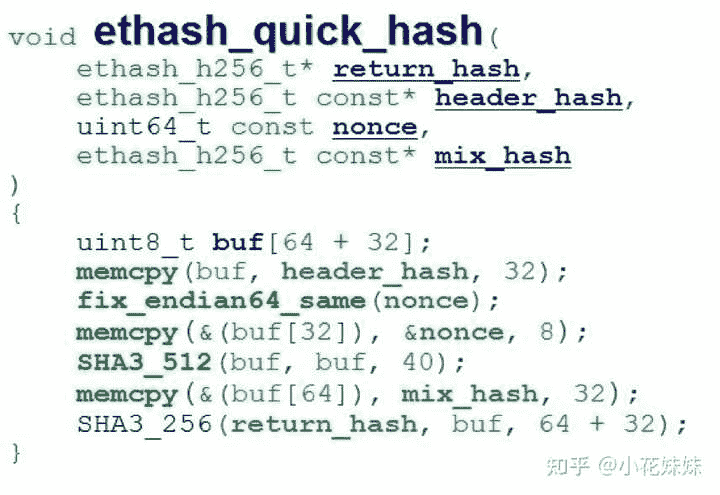 void ethash_quick_hash(
ethash_h256_t* return_hash,
ethash_h256_t const* header_hash,
uint64_t const nonce,
ethash_h256_t const* mix_hash
)
{
uint8_t buf[64 + 32];
memcpy(buf, header_hash, 32);
fix_endian64_same(nonce);
memcpy(&(buf[32]), &nonce, 8);
SHA3_512(buf, buf, 40);
memcpy(&(buf[64]), mix_hash, 32);
SHA3_256(return_hash, buf, 64 + 32);
}
知乎 @小花妹妹